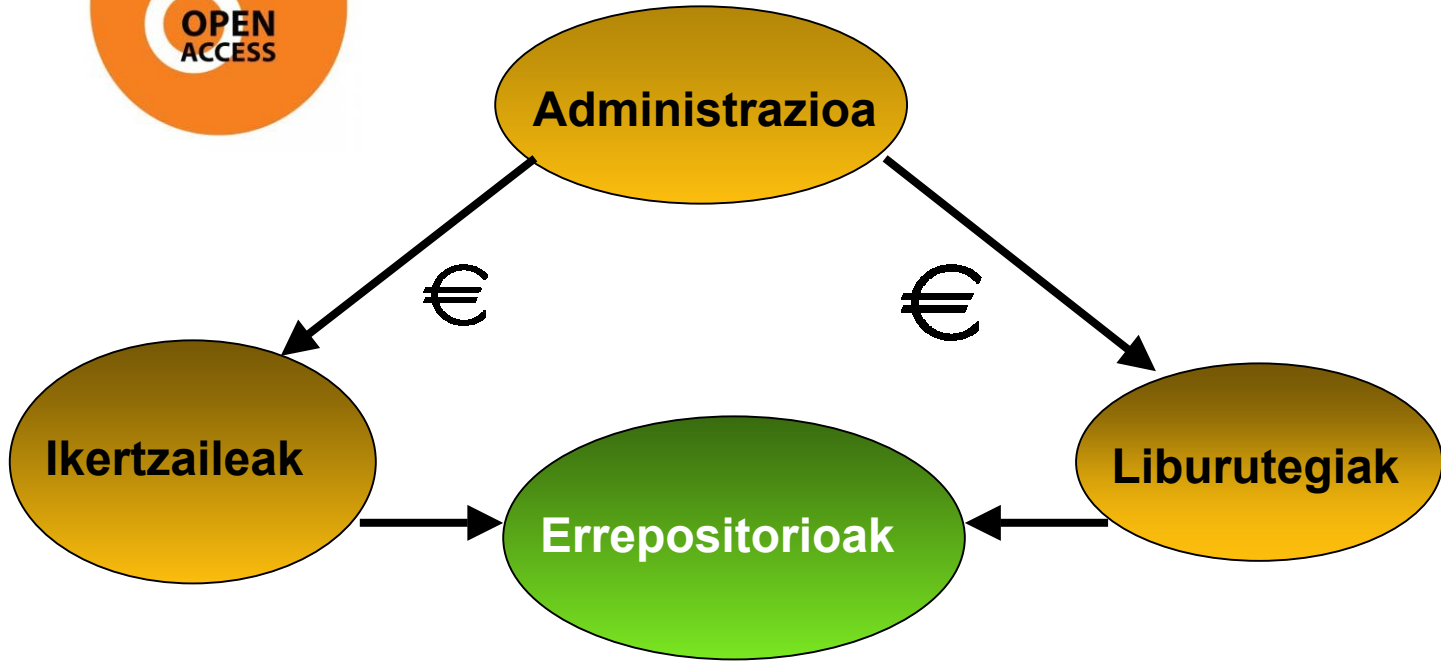 OPEN
ACCESS
Administrazioa
€
€
Ikertzaileak
Liburutegiak
Errepositorioak